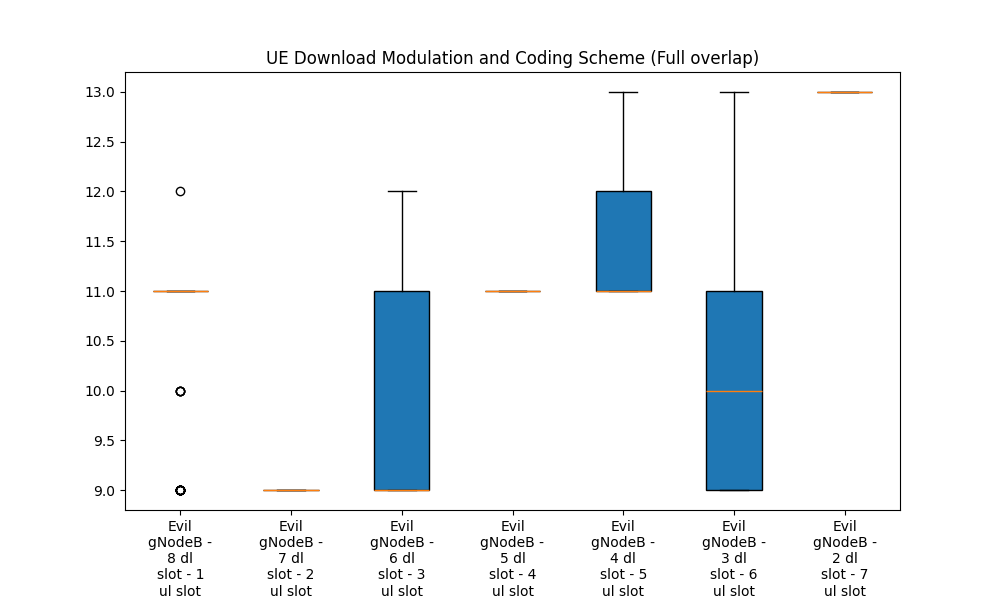 UE Download Modulation and Coding Scheme (Full overlap)
13.0
12.5
12.0
11.5
11.0
10.5
10.0
9.5
9.0
Evil
gNodeB -
8 dl
slot - 1
ul slot
Evil
gNodeB -
7 dl
slot - 2
ul slot
Evil
gNodeB -
6 dl
slot - 3
ul slot
Evil
gNodeB -
5 dl
slot - 4
ul slot
Evil
gNodeB -
4 dl
slot - 5
ul slot
Evil
gNodeB -
3 dl
slot - 6
ul slot
Evil
gNodeB -
2 dl
slot - 7
ul slot